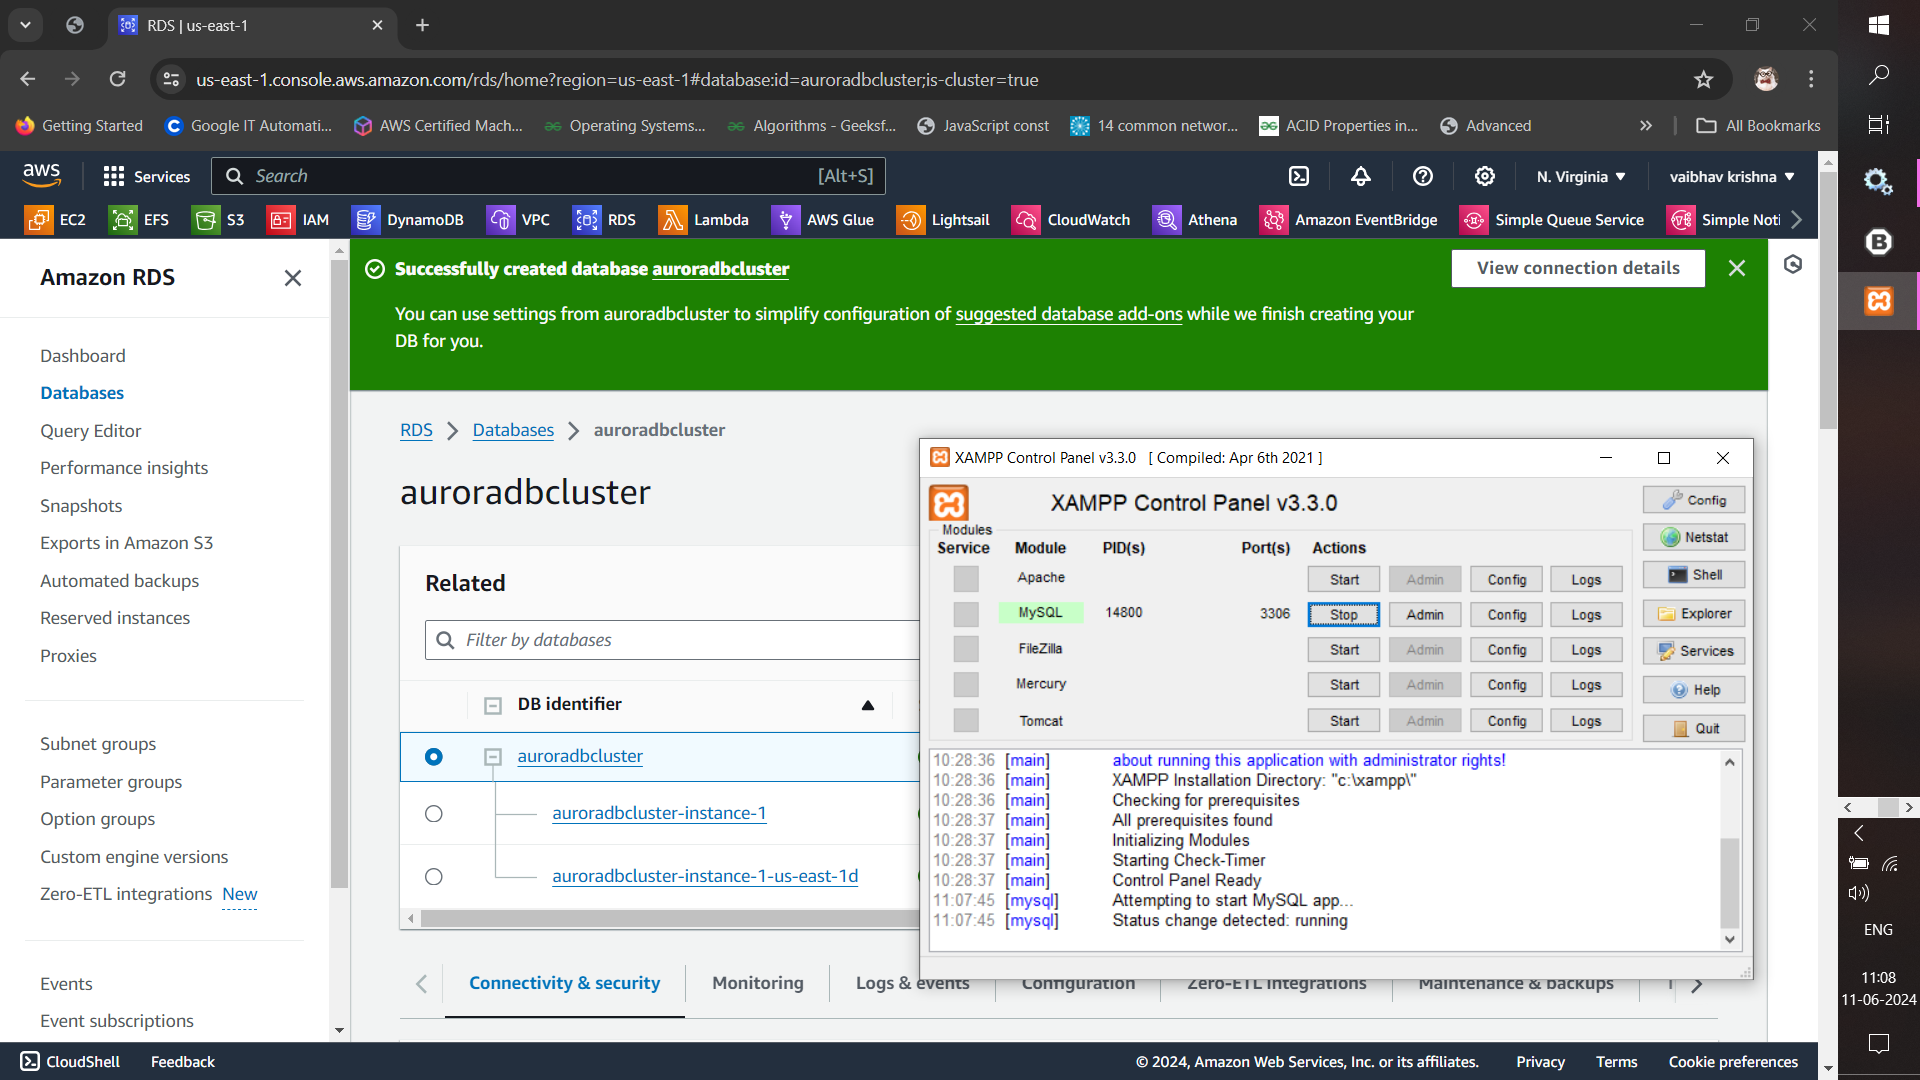 RDS | us-east-1
us-east-1.console.aws.amazon.com/rds/home?region=us-east-1#database:id=auroradbcluster;is-cluster=true
Getting Started
Google IT Automati...
AWS Certified Mach...
Operating Systems...
Algorithms - Geeksf...
JavaScript const
14 common networ...
ACID Properties in...
Advanced
All Bookmarks
aws
Services
Search [Alt+S]
N. Virginia
vaibhav krishna
EC2
EFS
S3
IAM
DynamoDB
VPC
RDS
Lambda
AWS Glue
Lightsail
CloudWatch
Athena
Amazon EventBridge
Simple Queue Service
Simple Noti
Amazon RDS
Dashboard
Databases
Query Editor
Performance insights
Snapshots
Exports in Amazon S3
Automated backups
Reserved instances
Proxies
Subnet groups
Parameter groups
Option groups
Custom engine versions
Zero-ETL integrations New
Events
Event subscriptions
Successfully created database auroradbcluster
View connection details
You can use settings from auroradbcluster to simplify configuration of suggested database add-ons while we finish creating your
DB for you.
RDS
Databases
auroradbcluster
auroradbcluster
Related
Filter by databases
DB identifier
auroradbcluster
auroradbcluster-instance-1
auroradbcluster-instance-1-us-east-1d
Connectivity & security
Monitoring
Logs & events
Configuration
Zero-ETL integrations
Maintenance & backups
XAMPP Control Panel v3.3.0 [ Compiled: Apr 6th 2021 ]
XAMPP Control Panel v3.3.0
Modules
Service Module PID(s) Port(s) Actions
Apache Start Admin Config Logs
MySQL 14800 3306 Stop Admin Config Logs
FileZilla Start Admin Config Logs
Mercury Start Admin Config Logs
Tomcat Start Admin Config Logs
Config
Netstat
Shell
Explorer
Services
Help
Quit
10:28:36 [main] about running this application with administrator rights!
10:28:36 [main] XAMPP Installation Directory: "c:\xampp\"
10:28:36 [main] Checking for prerequisites
10:28:37 [main] All prerequisites found
10:28:37 [main] Initializing Modules
10:28:37 [main] Starting Check-Timer
10:28:37 [main] Control Panel Ready
11:07:45 [mysql] Attempting to start MySQL app...
11:07:45 [mysql] Status change detected: running
CloudShell
Feedback
© 2024, Amazon Web Services, Inc. or its affiliates.
Privacy
Terms
Cookie preferences
B
ENG
11:08
11-06-2024